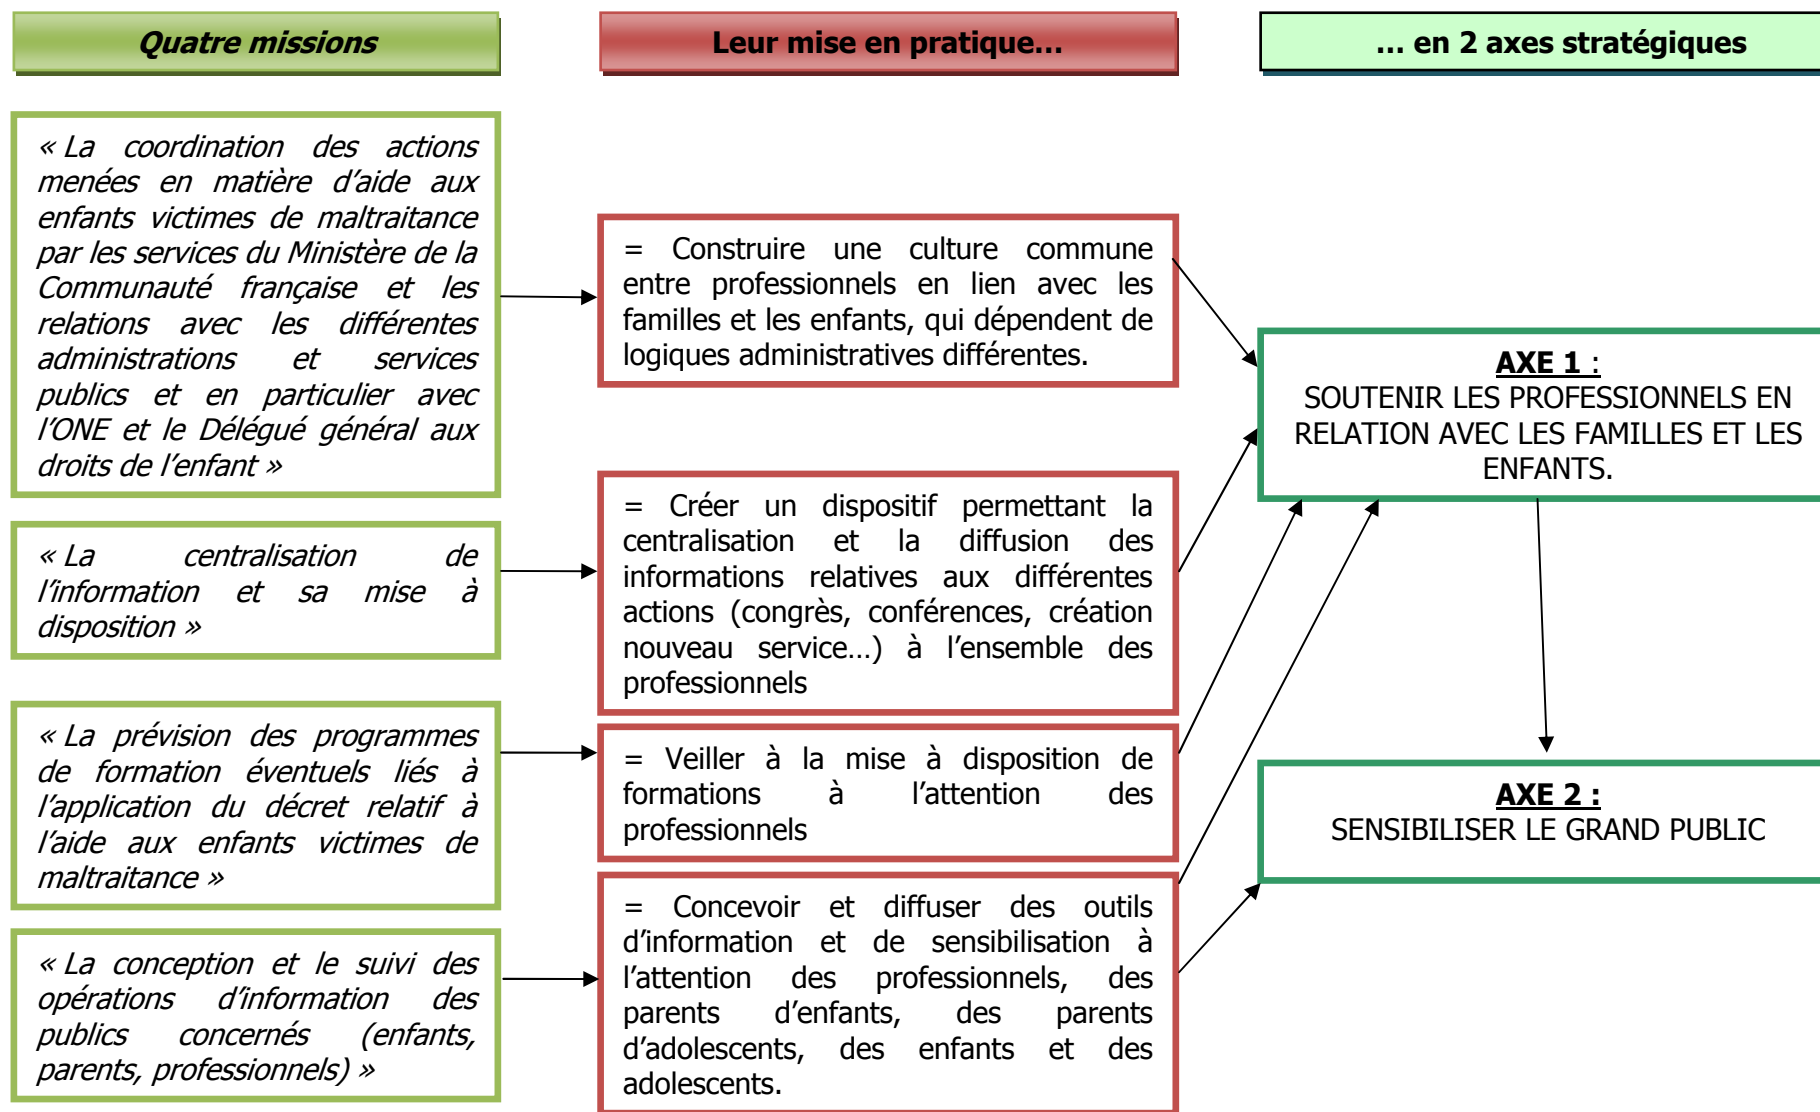 Quatre missions
Leur mise en pratique…
… en 2 axes stratégiques
« La coordination des actions
menées en matière d’aide aux
enfants victimes de maltraitance
par les services du Ministère de la
Communauté française et les
relations avec les différentes
administrations et services
publics et en particulier avec
l’ONE et le Délégué général aux
droits de l’enfant »
« La centralisation de
l’information et sa mise à
disposition »
« La prévision des programmes
de formation éventuels liés à
l’application du décret relatif à
l’aide aux enfants victimes de
maltraitance »
« La conception et le suivi des
opérations d’information des
publics concernés (enfants,
parents, professionnels) »
= Construire une culture commune
entre professionnels en lien avec les
familles et les enfants, qui dépendent de
logiques administratives différentes.
= Créer un dispositif permettant la
centralisation et la diffusion des
informations relatives aux différentes
actions (congrès, conférences, création
nouveau service…) à l’ensemble des
professionnels
= Veiller à la mise à disposition de
formations à l’attention des
professionnels
= Concevoir et diffuser des outils
d’information et de sensibilisation à
l’attention des professionnels, des
parents d’enfants, des parents
d’adolescents, des enfants et des
adolescents.
AXE 1 :
SOUTENIR LES PROFESSIONNELS EN
RELATION AVEC LES FAMILLES ET LES
ENFANTS.
AXE 2 :
SENSIBILISER LE GRAND PUBLIC